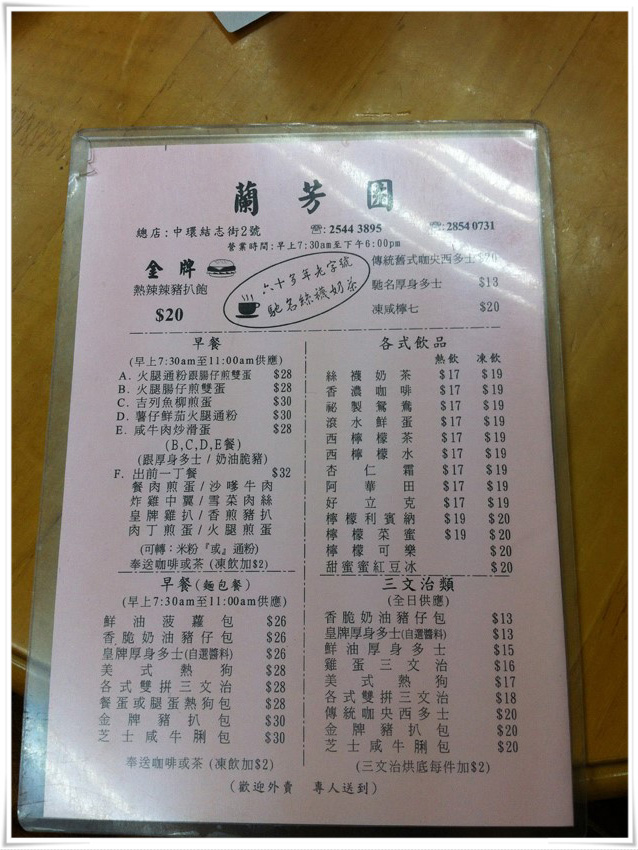 蘭芳園
總店:中環結志街2號 ☏: 2544 3895 ☏:2854 0731
營業時間:早上7:30am至下午6:00pm
金牌
熱辣辣豬扒飽
$20
六十多年老字號
馳名絲襪奶茶
傳統舊式咖央西多士 $20
馳名厚身多士 $13
凍咸檸七 $20
早餐
(早上7:30am至11:00am供應)
A. 火腿通粉跟腸仔煎雙蛋 $28
B. 火腿腸仔煎雙蛋 $28
C. 吉列魚柳煎蛋 $30
D. 薯仔鮮茄火腿通粉 $30
E. 咸牛肉炒滑蛋 $28
(B,C,D,E餐)
(跟厚身多士/奶油脆豬)
F. 出前一丁餐 $32
餐肉煎蛋/沙嗲牛肉
炸雞中翼/雪菜肉絲
皇牌雞扒/香煎豬扒
肉丁煎蛋/火腿煎蛋
(可轉:米粉『或』通粉)
奉送咖啡或茶 (凍飲加$2)
各式飲品
熱飲 凍飲
絲襪奶茶 $17 $19
香濃咖啡 $17 $19
祕製鴛鴦 $17 $19
滾水鮮蛋 $17 $19
西檸檬茶 $17 $19
西檸檬水 $17 $19
杏仁霜 $17 $19
阿華田 $17 $19
好立克 $17 $19
檸檬利賓納 $19 $20
檸檬菜蜜 $19 $20
檸檬可樂 $20
甜蜜蜜紅豆冰 $20
早餐(麵包餐)
(早上7:30am至11:00am供應)
鮮油菠蘿包 $26
香脆奶油豬仔包 $26
皇牌厚身多士(自選醬料) $26
美式熱狗 $28
各式雙拼三文治 $28
餐蛋或腿蛋熱狗包 $28
金牌豬扒包 $30
芝士咸牛脷包 $30
奉送咖啡或茶 (凍飲加$2)
三文治類
(全日供應)
香脆奶油豬仔包 $13
皇牌厚身多士(自選醬料) $13
鮮油厚身多士 $15
雞蛋三文治 $16
美式熱狗 $17
各式雙拼三文治 $18
傳統咖央西多士 $20
金牌豬扒包 $20
芝士咸牛脷包 $20
(三文治烘底每件加$2)
(歡迎外賣 專人送到)